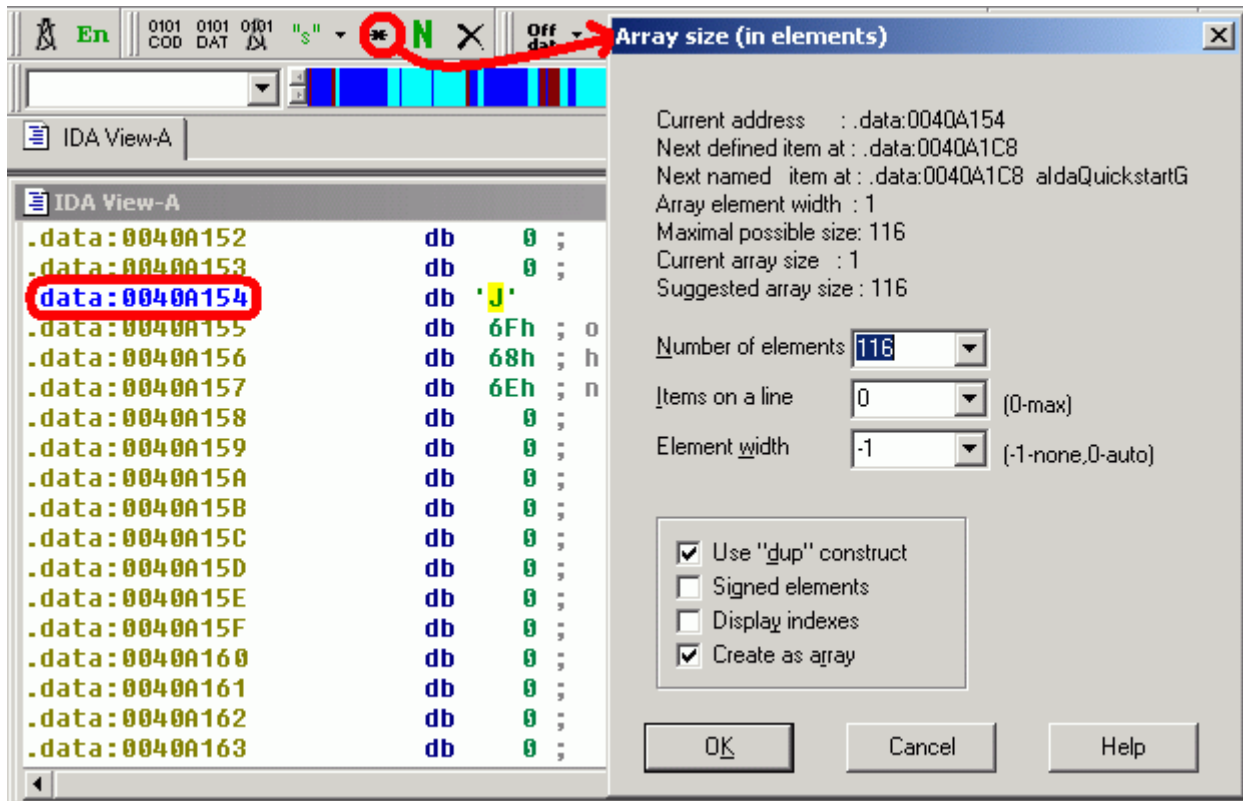 En 0101 COD 0101 DAT 0101 "s" * N Off dat
Array size (in elements)
IDA View-A
Current address : .data:0040A154
Next defined item at : .data:0040A1C8
Next named item at : .data:0040A1C8 aIdaQuickstartG
Array element width : 1
Maximal possible size: 116
Current array size : 1
Suggested array size : 116
Number of elements 116
Items on a line 0 (0-max)
Element width -1 (-1-none,0-auto)
Use "dup" construct
Signed elements
Display indexes
Create as array
OK Cancel Help
IDA View-A
.data:0040A152 db 0 ;
.data:0040A153 db 0 ;
data:0040A154 db 'J'
.data:0040A155 db 6Fh ; o
.data:0040A156 db 68h ; h
.data:0040A157 db 6Eh ; n
.data:0040A158 db 0 ;
.data:0040A159 db 0 ;
.data:0040A15A db 0 ;
.data:0040A15B db 0 ;
.data:0040A15C db 0 ;
.data:0040A15D db 0 ;
.data:0040A15E db 0 ;
.data:0040A15F db 0 ;
.data:0040A160 db 0 ;
.data:0040A161 db 0 ;
.data:0040A162 db 0 ;
.data:0040A163 db 0 ;